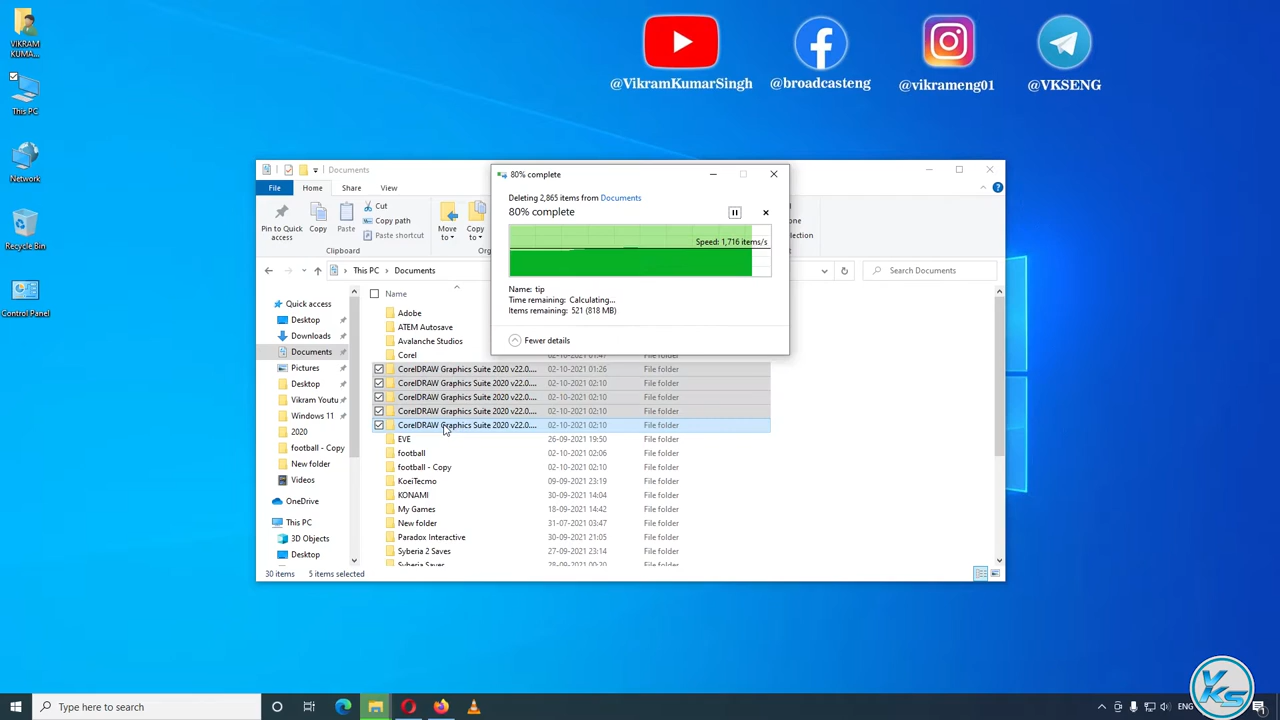 VIKRAM
KUMA...
This PC
Network
Recycle Bin
Control Panel
@VikramKumarSingh
@broadcasteng
@vikrameng01
@VKSENG
Documents
File
Home
Share
View
Pin to Quick
access
Copy
Paste
Cut
Copy path
Paste shortcut
Clipboard
Move
to
Copy
to
This PC
Documents
Search Documents
80% complete
Deleting 2,865 items from Documents
80% complete
Speed: 1,716 items/s
Name: tip
Time remaining: Calculating...
Items remaining: 521 (818 MB)
Fewer details
Quick access
Desktop
Downloads
Documents
Pictures
Desktop
Vikram Youtu
Windows 11
2020
football - Copy
New folder
Videos
OneDrive
This PC
3D Objects
Desktop
Name
Adobe
ATEM Autosave
Avalanche Studios
Corel
CorelDRAW Graphics Suite 2020 v22.0.... 02-10-2021 01:26 File folder
CorelDRAW Graphics Suite 2020 v22.0.... 02-10-2021 02:10 File folder
CorelDRAW Graphics Suite 2020 v22.0.... 02-10-2021 02:10 File folder
CorelDRAW Graphics Suite 2020 v22.0.... 02-10-2021 02:10 File folder
CorelDRAW Graphics Suite 2020 v22.0.... 02-10-2021 02:10 File folder
EVE 26-09-2021 19:50 File folder
football 02-10-2021 02:06 File folder
football - Copy 02-10-2021 02:10 File folder
KoeiTecmo 09-09-2021 23:19 File folder
KONAMI 30-09-2021 14:04 File folder
My Games 18-09-2021 14:42 File folder
New folder 31-07-2021 03:47 File folder
Paradox Interactive 30-09-2021 21:05 File folder
Syberia 2 Saves 27-09-2021 23:14 File folder
Syberia Saves 28-09-2021 00:20 File folder
30 items
5 items selected
Type here to search
ENG
VKS